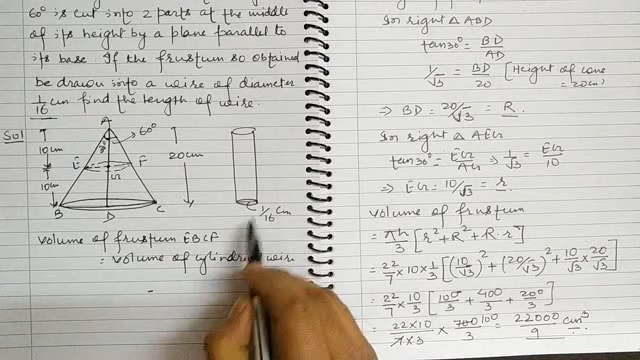 60° is cut into 2 parts at the middle
of its height by a plane parallel to
its base. If the frustum so obtained
be drawn into a wire of diameter
1/16 cm find the length of wire.
Sol
A
60°
10cm
E F
G
20cm
10cm
B D C
1/16 cm
Volume of frustum EBCF
= Volume of cylindrical wire
In right △ ABD
tan30° = BD/AD
1/√3 = BD/20 [Height of cone
= 20cm]
⇒ BD = 20/√3 = R.
In right △ AEG
tan30° = EG/AG ⇒ 1/√3 = EG/10
⇒ EG = 10/√3 = r
Volume of frustum
= πh/3 [r² + R² + R·r]
= 22/7 × 10 × 1/3 [(10/√3)² + (20/√3)² + 10/√3 × 20/√3]
= 22/7 × 10/3 [100/3 + 400/3 + 200/3]
= 22×10/7×3 × 700 100/3 = 22000/9 cm³